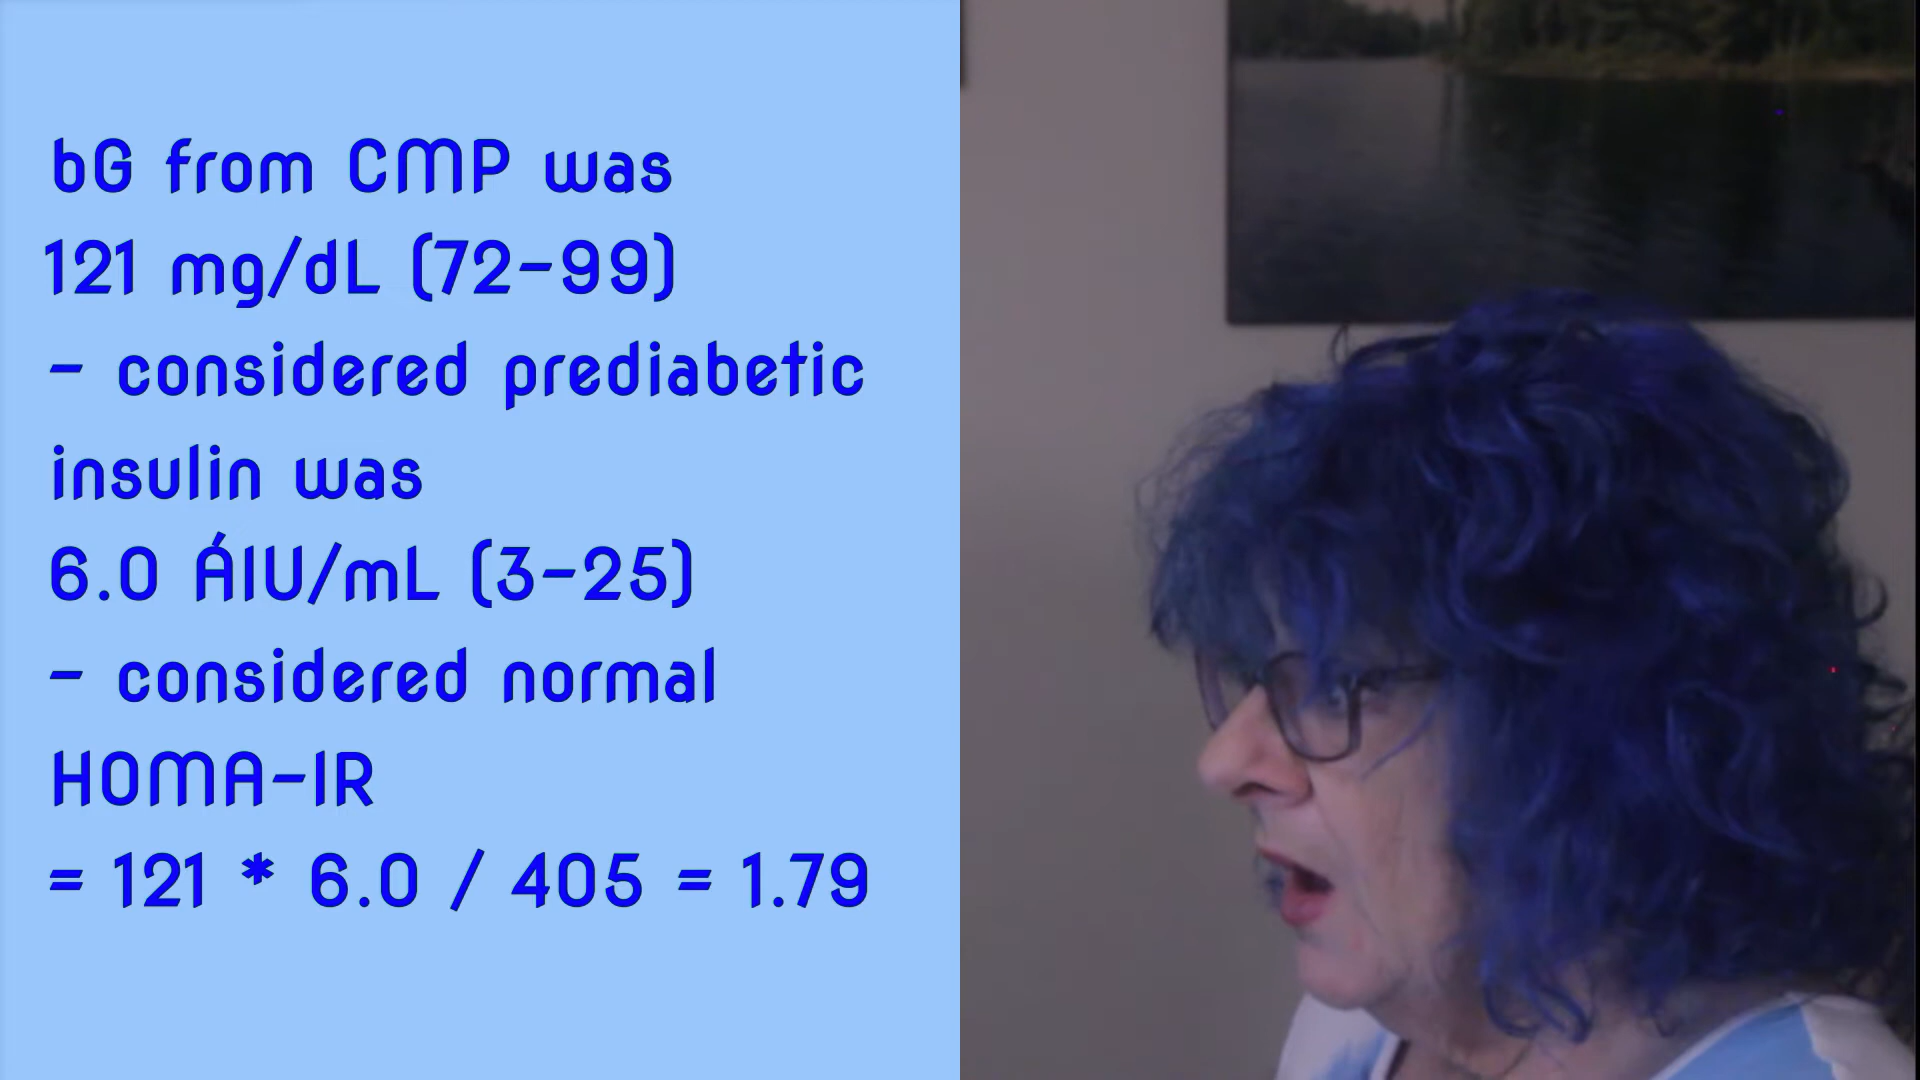 bG from CMP was
121 mg/dL (72-99)
- considered prediabetic
insulin was
6.0 ÁIU/mL (3-25)
- considered normal
HOMA-IR
= 121 * 6.0 / 405 = 1.79